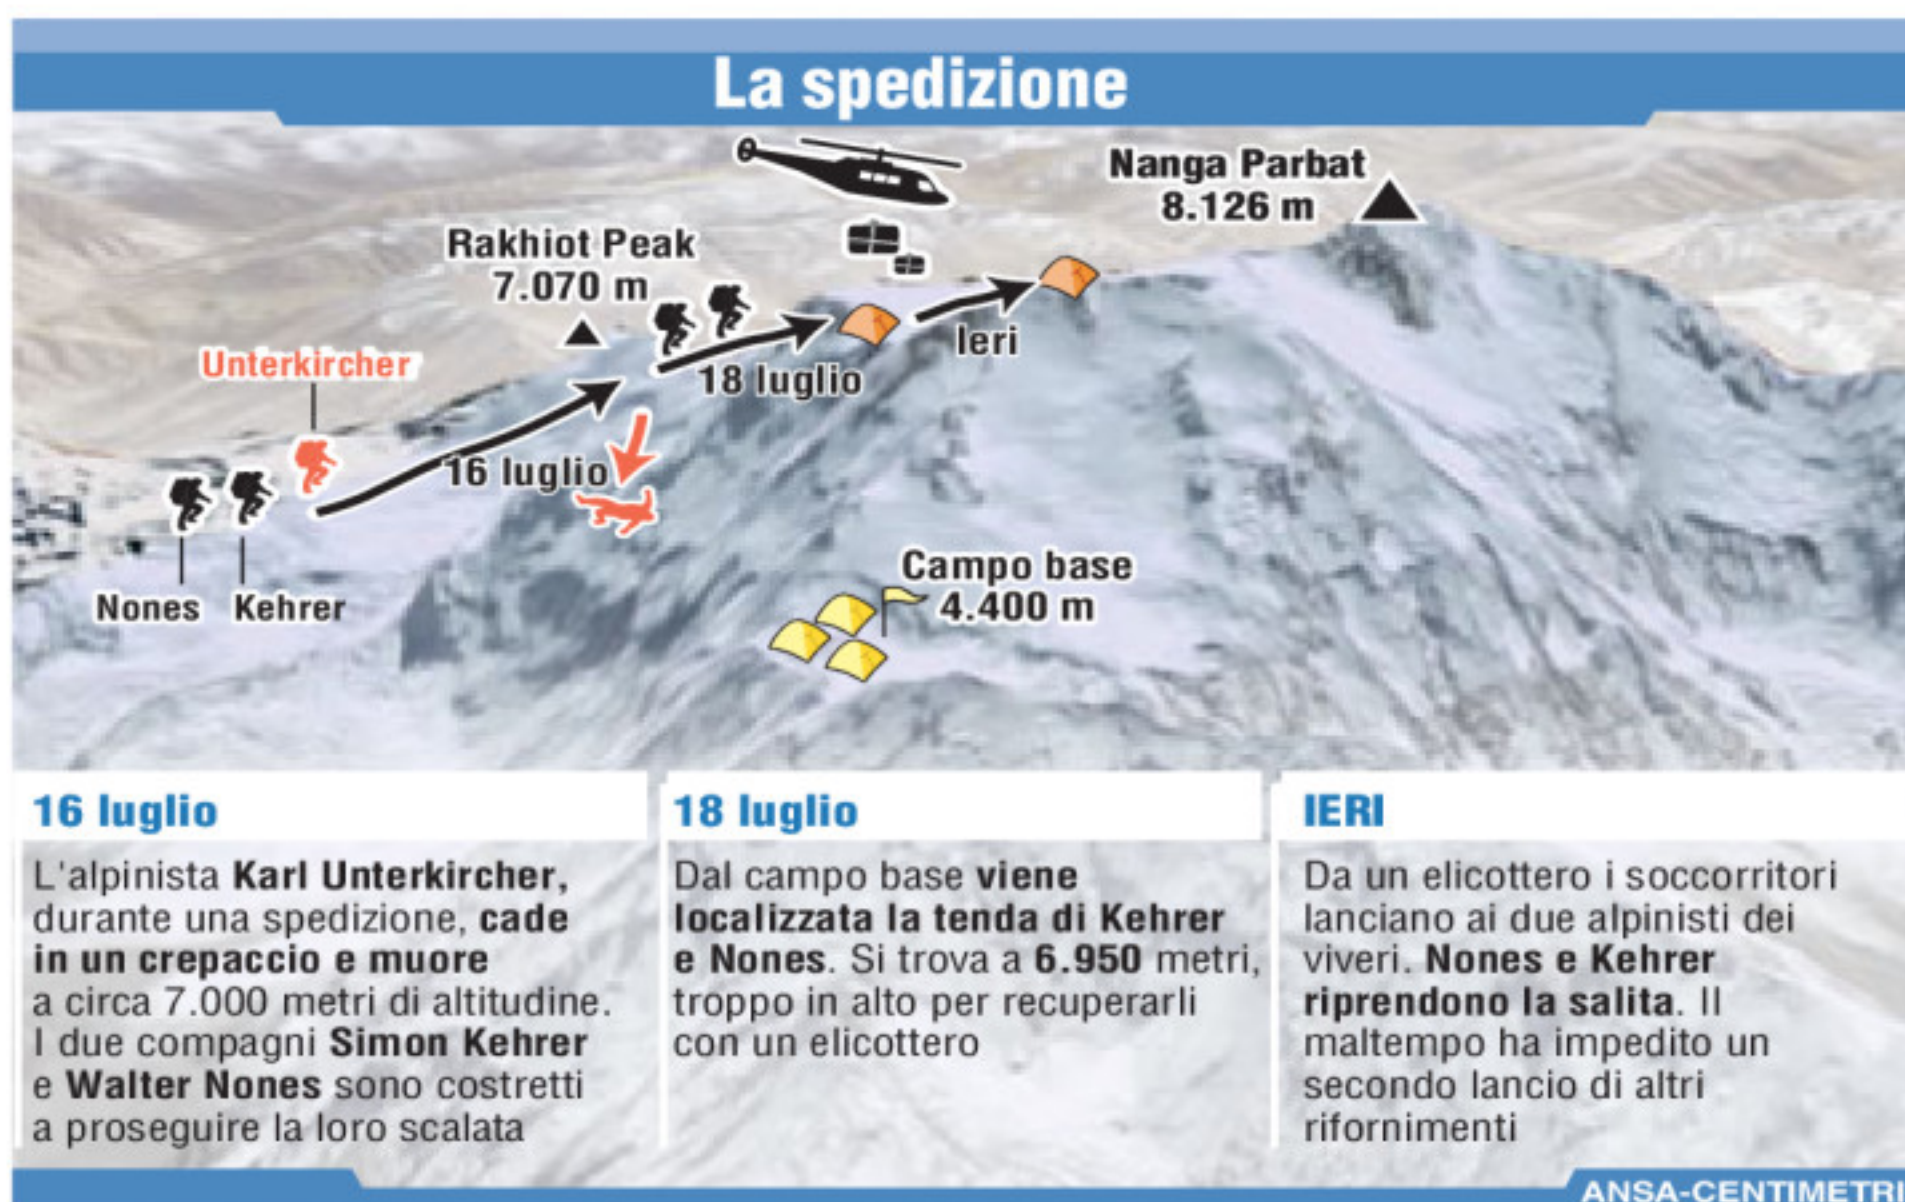 La spedizione
Nanga Parbat
8.126 m
Rakhiot Peak
7.070 m
Ieri
18 luglio
Unterkircher
16 luglio
Nones
Kehrer
Campo base
4.400 m
16 luglio
L'alpinista Karl Unterkircher,
durante una spedizione, cade
in un crepaccio e muore
a circa 7.000 metri di altitudine.
I due compagni Simon Kehrer
e Walter Nones sono costretti
a proseguire la loro scalata
18 luglio
Dal campo base viene
localizzata la tenda di Kehrer
e Nones. Si trova a 6.950 metri,
troppo in alto per recuperarli
con un elicottero
IERI
Da un elicottero i soccorritori
lanciano ai due alpinisti dei
viveri. Nones e Kehrer
riprendono la salita. Il
maltempo ha impedito un
secondo lancio di altri
rifornimenti
ANSA-CENTIMETRI